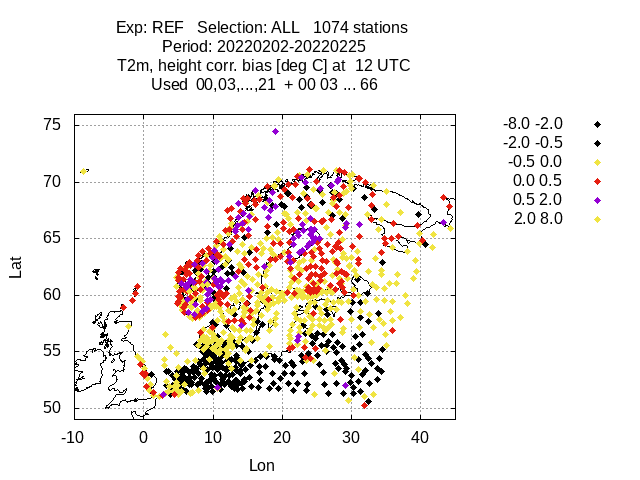 Exp: REF   Selection: ALL   1074 stations
Period: 20220202-20220225
T2m, height corr. bias [deg C] at  12 UTC
Used  00,03,...,21  + 00 03 ... 66
-8.0 -2.0
-2.0 -0.5
-0.5 0.0
0.0 0.5
0.5 2.0
2.0 8.0
75
70
65
60
55
50
Lat
-10 0 10 20 30 40
Lon